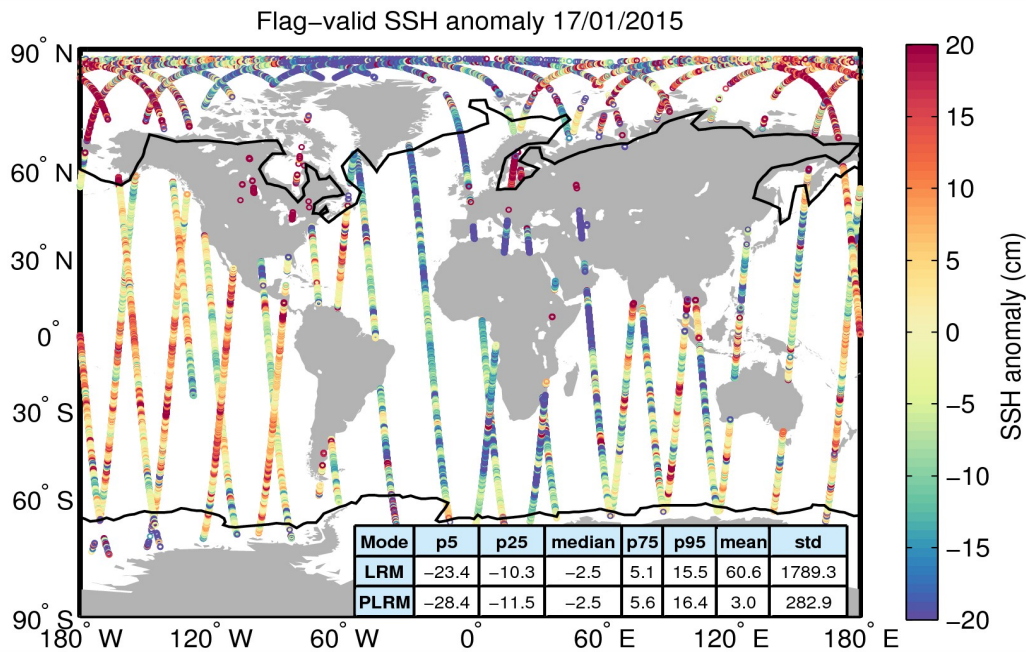 Flag−valid SSH anomaly 17/01/2015
90° N
60° N
30° N
0°
30° S
60° S
90° S
180° W
120° W
60° W
0°
60° E
120° E
180° E
Mode p5 p25 median p75 p95 mean std
LRM −23.4 −10.3 −2.5 5.1 15.5 60.6 1789.3
PLRM −28.4 −11.5 −2.5 5.6 16.4 3.0 282.9
20
15
10
5
0
−5
−10
−15
−20
SSH anomaly (cm)